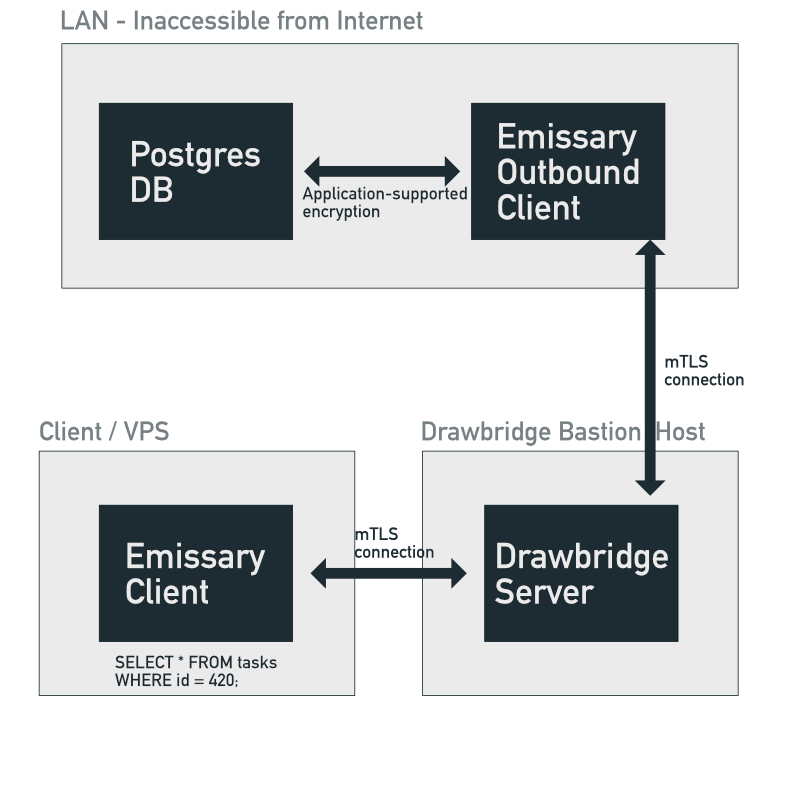 LAN - Inaccessible from Internet
Postgres
DB
Application-supported
encryption
Emissary
Outbound
Client
mTLS
connection
Client / VPS
Emissary
Client
SELECT * FROM tasks
WHERE id = 420;
mTLS
connection
Drawbridge Bastion Host
Drawbridge
Server